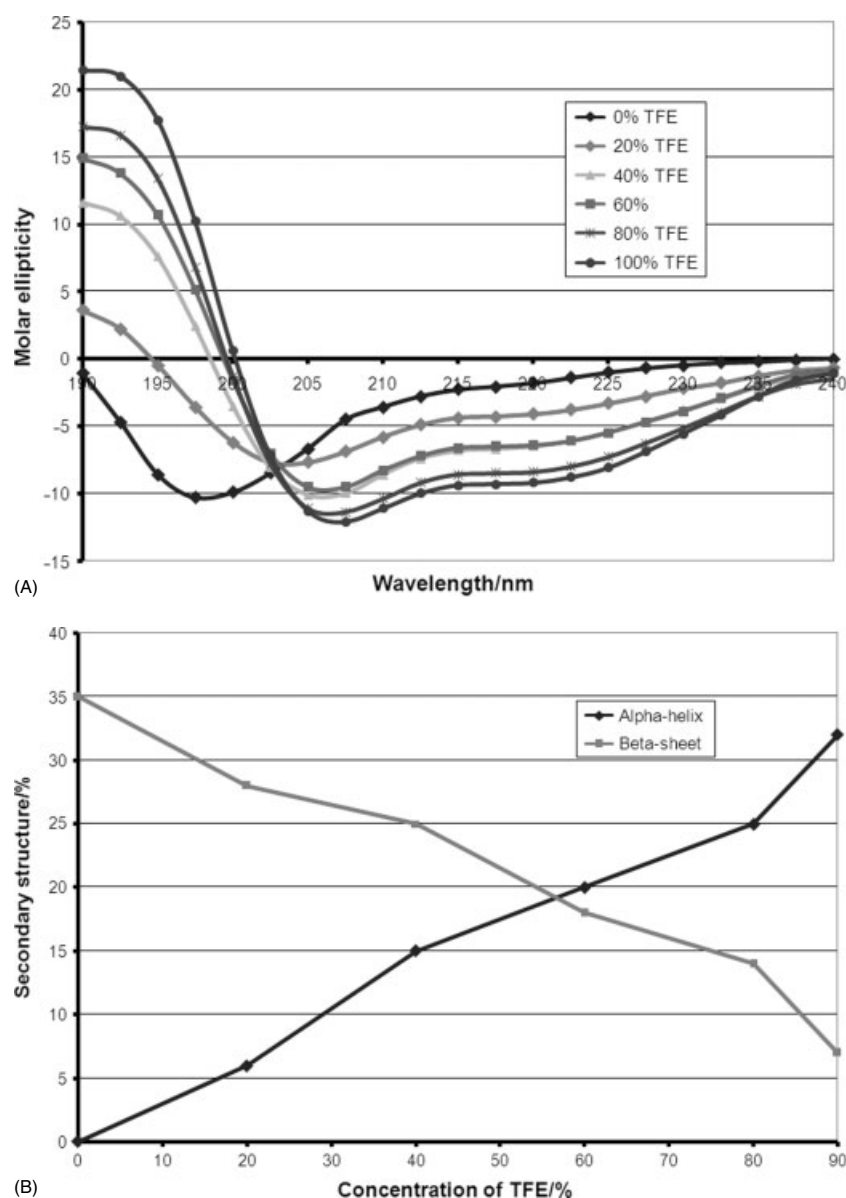 25
20
15
10
5
0
-5
-10
-15
Molar ellipticity
0% TFE
20% TFE
40% TFE
60%
80% TFE
100% TFE
190 195 200 205 210 215 220 225 230 235 240
Wavelength/nm
(A)
40
35
30
25
20
15
10
5
0
Secondary structure/%
Alpha-helix
Beta-sheet
0 10 20 30 40 50 60 70 80 90
Concentration of TFE/%
(B)